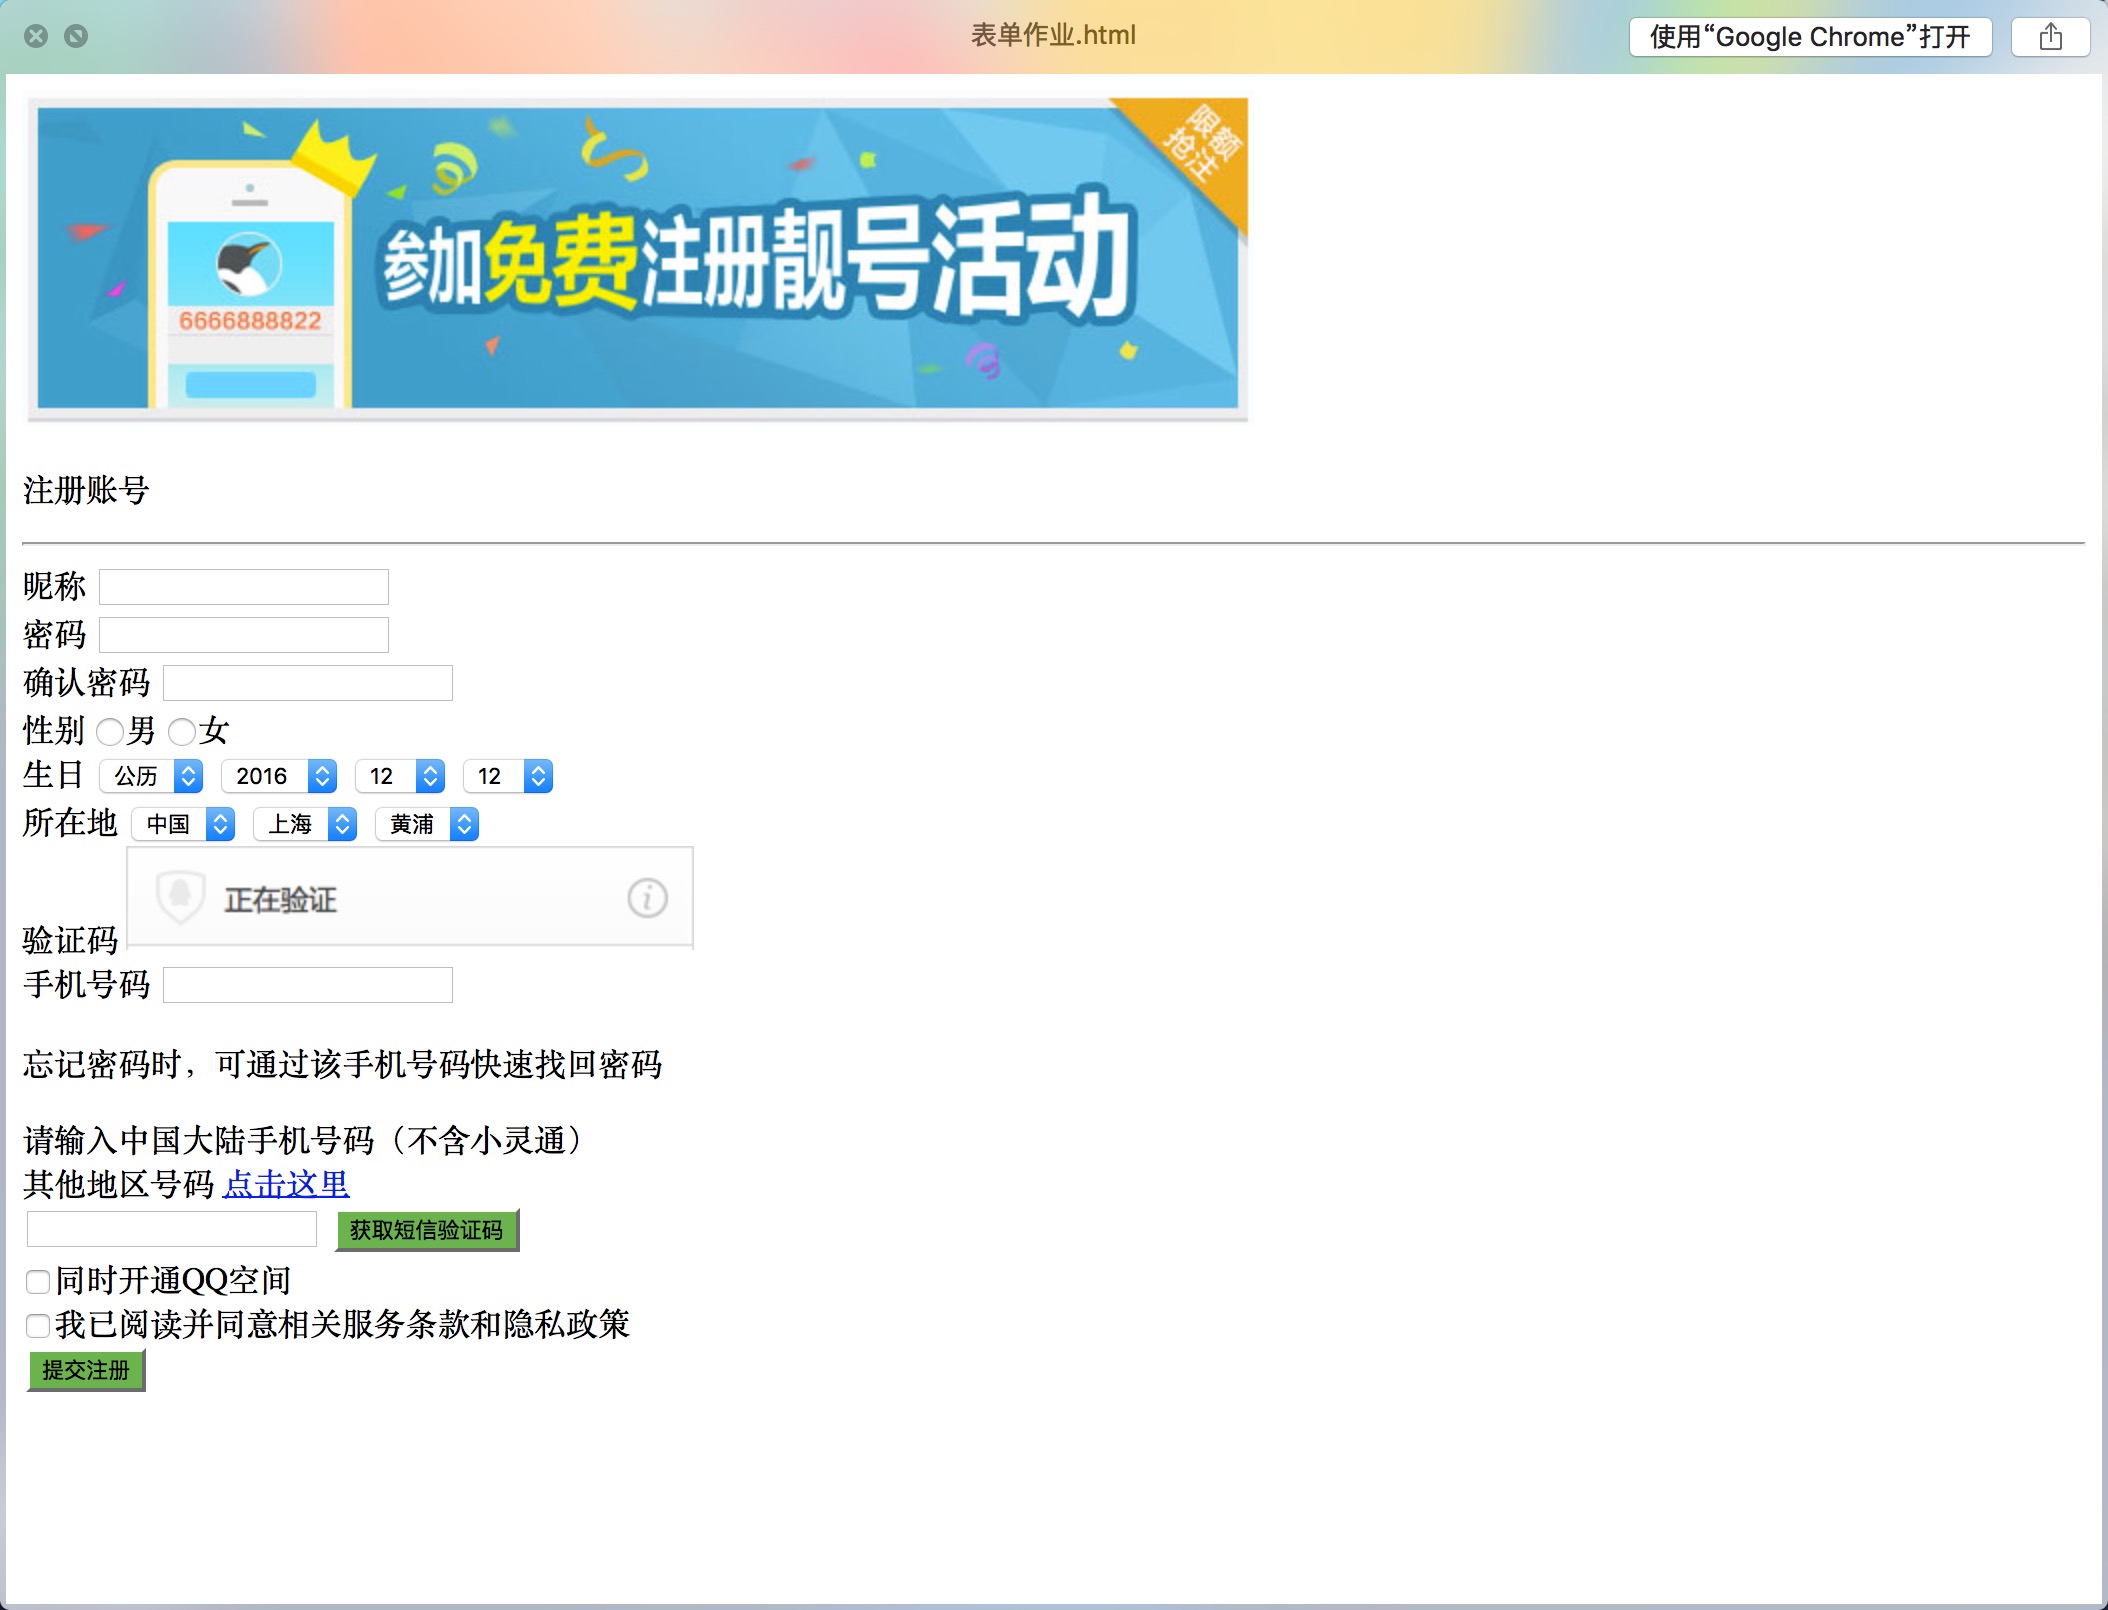 表单作业.html
使用“Google Chrome”打开
限额
抢注
参加免费注册靓号活动
6666888822
注册账号
昵称
密码
确认密码
性别 男 女
生日 公历 2016 12 12
所在地 中国 上海 黄浦
正在验证
验证码
手机号码
忘记密码时，可通过该手机号码快速找回密码
请输入中国大陆手机号码（不含小灵通）
其他地区号码 点击这里
获取短信验证码
同时开通QQ空间
我已阅读并同意相关服务条款和隐私政策
提交注册